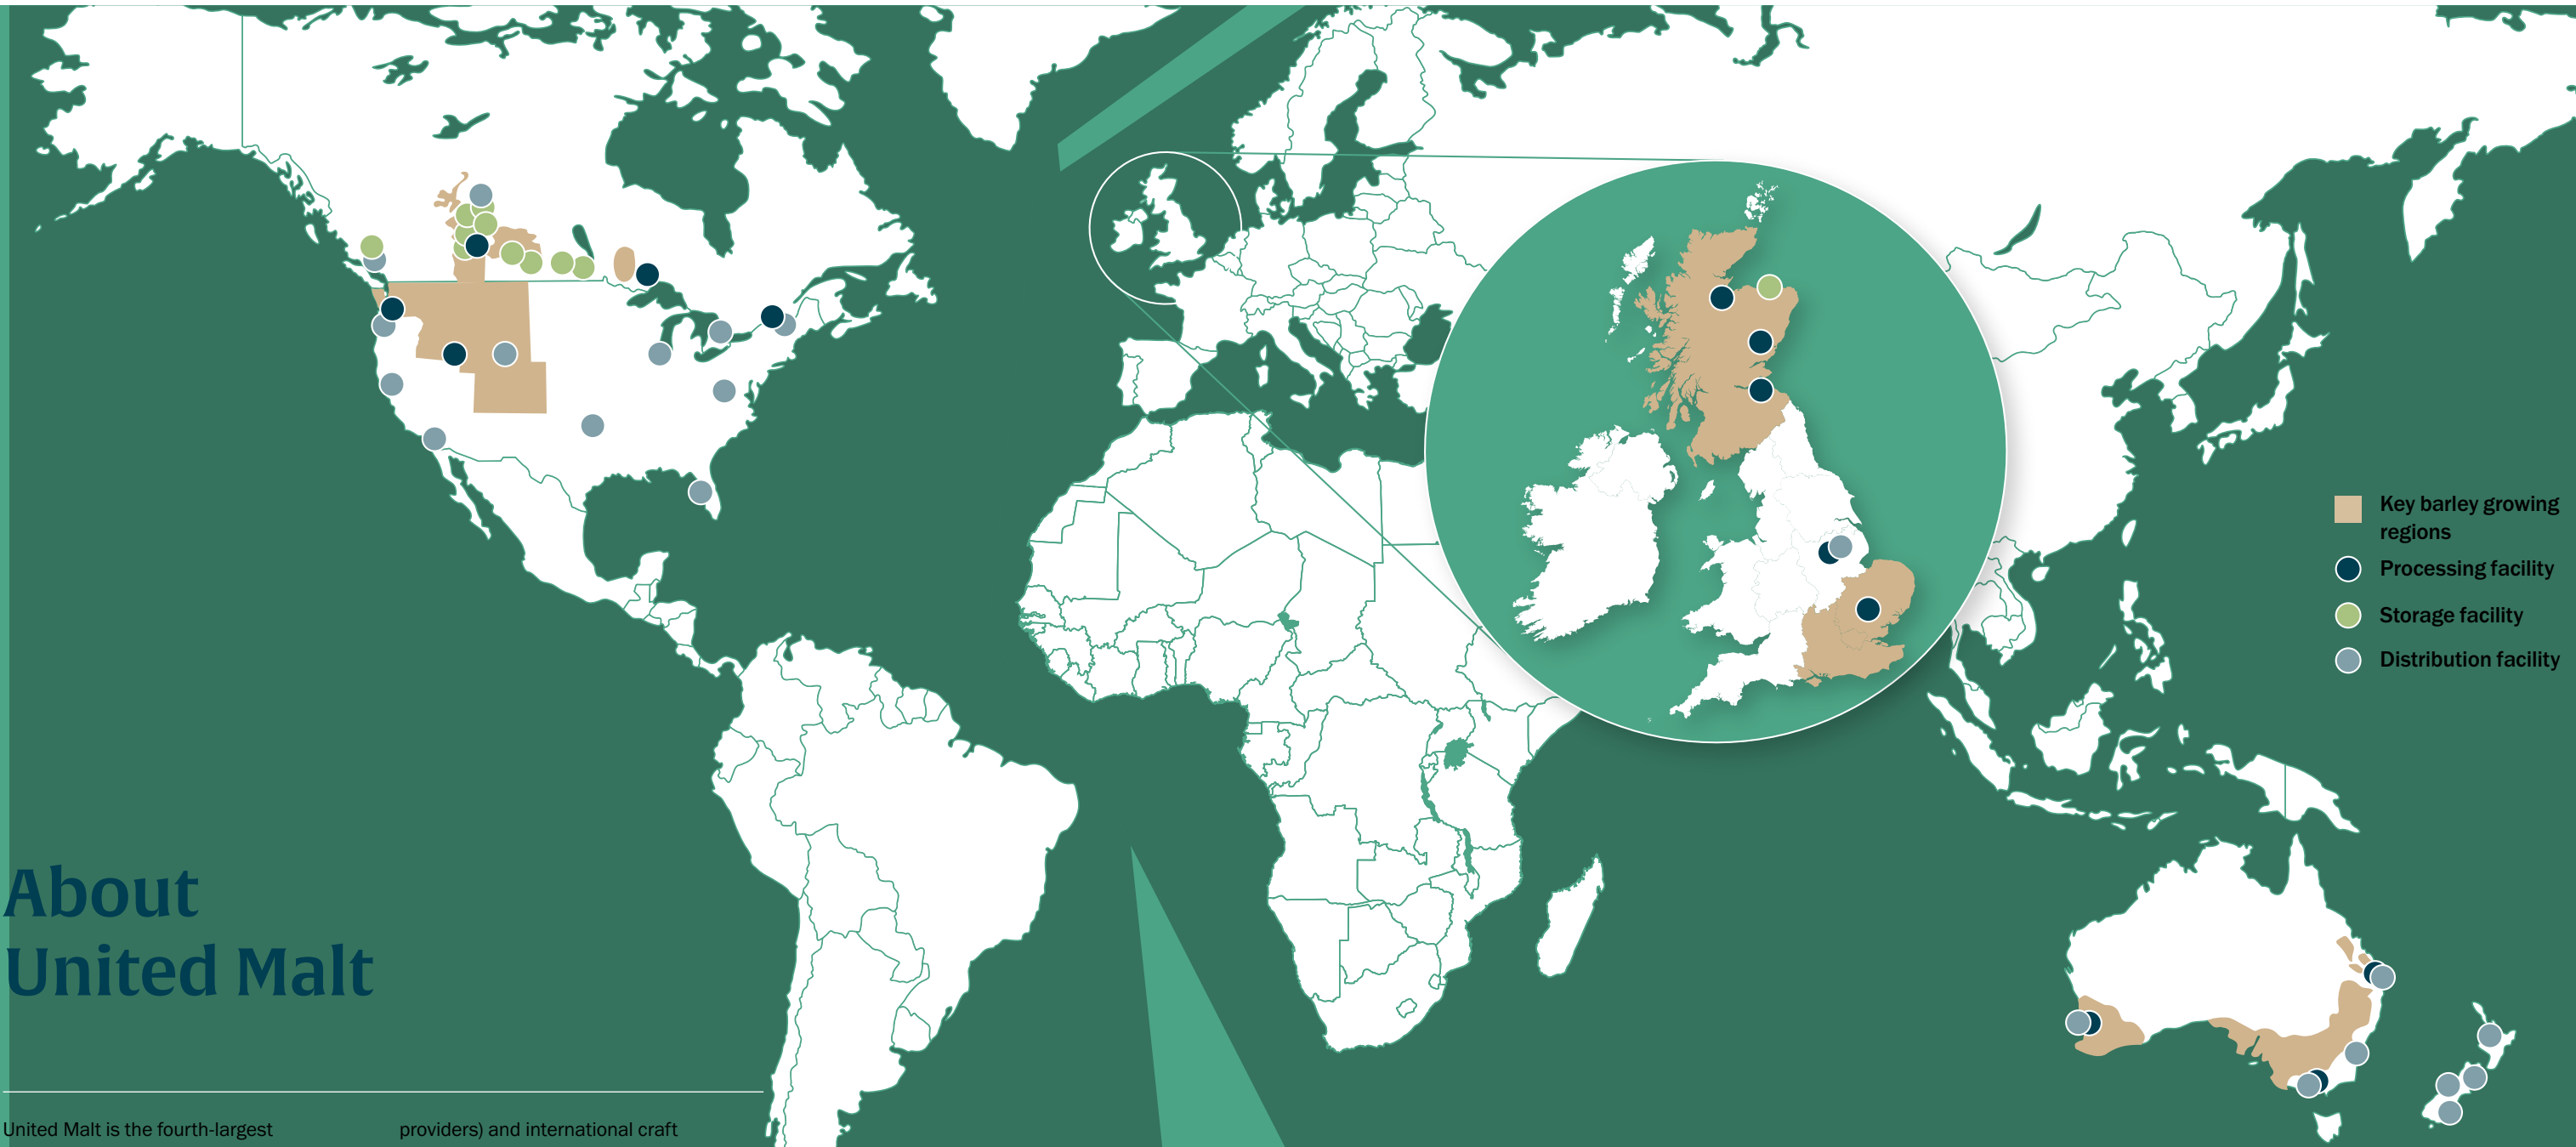 Key barley growing
regions
Processing facility
Storage facility
Distribution facility
About
United Malt
United Malt is the fourth-largest
providers) and international craft